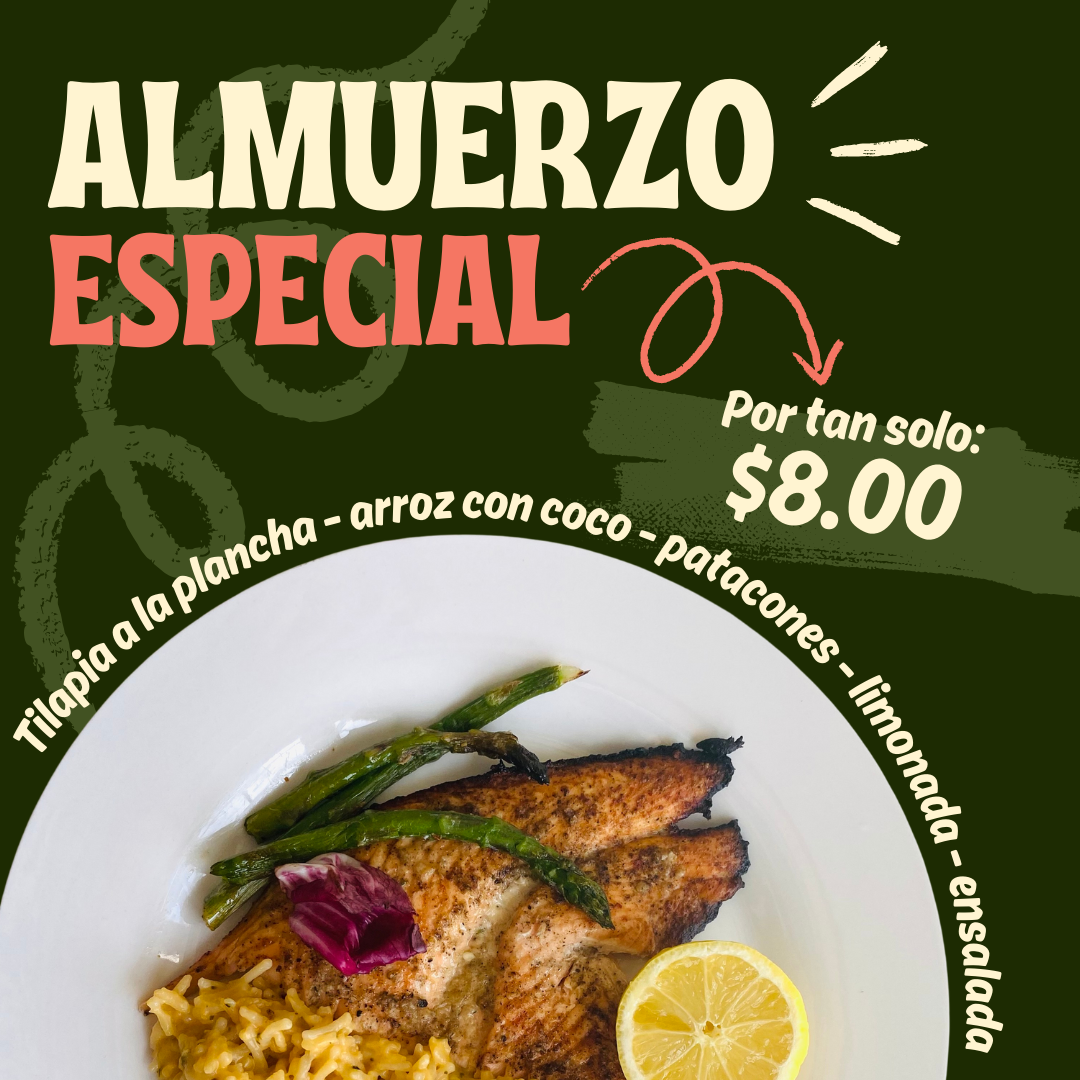 ALMUERZO
ESPECIAL
Por tan solo:
$8.00
Tilapia a la plancha - arroz con coco - patacones - limonada - ensalada